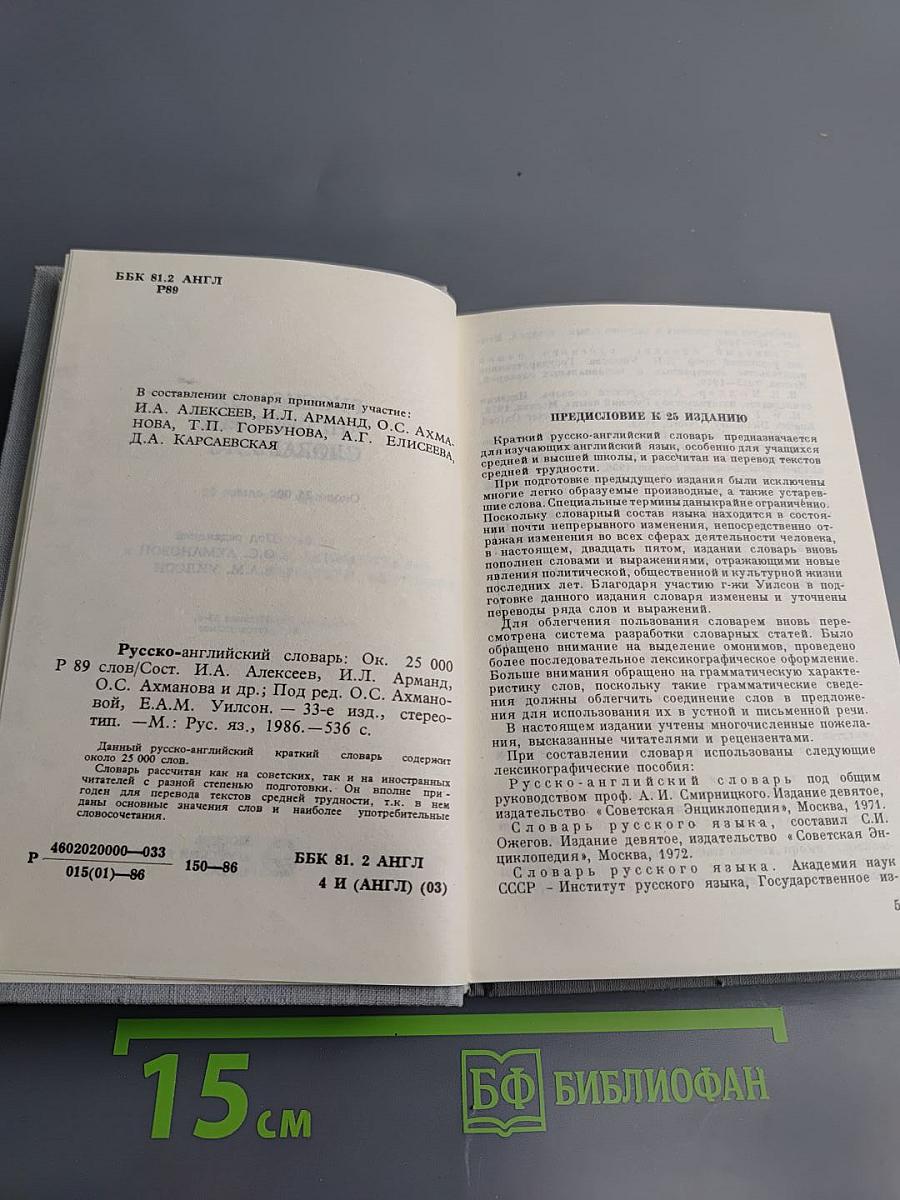 ББК 81.2 АНГЛ
Р89
В составлении словаря принимали участие:
И.А. АЛЕКСЕЕВ, И.Л. АРМАНД, О.С. АХМА-
НОВА, Т.П. ГОРБУНОВА, А.Г. ЕЛИСЕЕВА,
Д.А. КАРСАЕВСКАЯ
Русско-английский словарь: Ок. 25 000
Р 89 слов/Сост. И.А. Алексеев, И.Л. Арманд,
О.С. Ахманова и др.; Под ред. О.С. Ахмано-
вой, Е.А.М. Уилсон. — 33-е изд., стерео-
тип. —М.: Рус. яз., 1986.—536 с.
Данный русско-английский краткий словарь содержит
около 25 000 слов.
Словарь рассчитан как на советских, так и на иностранных
читателей с разной степенью подготовки. Он вполне при-
годен для перевода текстов средней трудности, т.к. в нем
даны основные значения слов и наиболее употребительные
словосочетания.
Р 4602020000—033
015(01)—86
150—86
ББК 81. 2 АНГЛ
4 И (АНГЛ) (03)
ПРЕДИСЛОВИЕ К 25 ИЗДАНИЮ
Краткий русско-английский словарь предназначается
для изучающих английский язык, особенно для учащихся
средней и высшей школы, и рассчитан на перевод текстов
средней трудности.
При подготовке предыдущего издания были исключены
многие легко образуемые производные, а также устарев-
шие слова. Специальные термины даны крайне ограниченно.
Поскольку словарный состав языка находится в состоя-
нии почти непрерывного изменения, непосредственно от-
ражая изменения во всех сферах деятельности человека,
в настоящем, двадцать пятом, издании словарь вновь
пополнен словами и выражениями, отражающими новые
явления политической, общественной и культурной жизни
последних лет. Благодаря участию г-жи Уилсон в под-
готовке данного издания словаря изменены и уточнены
переводы ряда слов и выражений.
Для облегчения пользования словарем вновь пере-
смотрена система разработки словарных статей. Было
обращено внимание на выделение омонимов, проведено
более последовательное лексикографическое оформление.
Больше внимания обращено на грамматическую характе-
ристику слов, поскольку такие грамматические сведе-
ния должны облегчить соединение слов в предложе-
ния для использования их в устной и письменной речи.
В настоящем издании учтены многочисленные пожела-
ния, высказанные читателями и рецензентами.
При составлении словаря использованы следующие
лексикографические пособия:
Русско-английский словарь под общим
руководством проф. А. И. Смирницкого. Издание девятое,
издательство «Советская Энциклопедия», Москва, 1971.
Словарь русского языка, составил С.И.
Ожегов. Издание девятое, издательство «Советская Эн-
циклопедия», Москва, 1972.
Словарь русского языка. Академия наук
СССР – Институт русского языка, Государственное из-
5
15 см
БФ БИБЛИОФАН